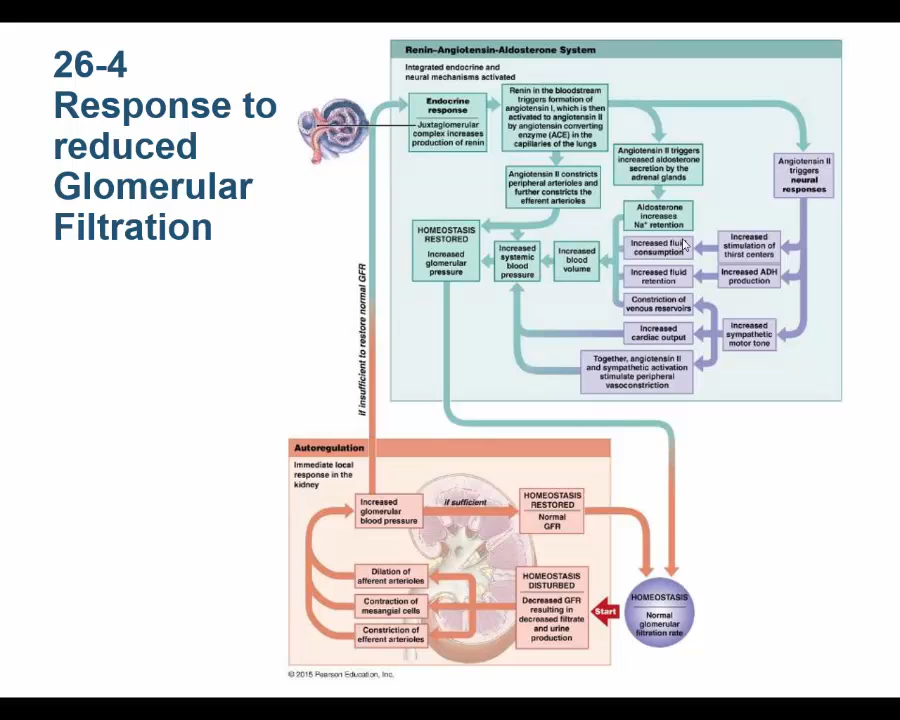 26-4
Response to
reduced
Glomerular
Filtration
Renin–Angiotensin-Aldosterone System
Integrated endocrine and
neural mechanisms activated
Endocrine
response
Juxtaglomerular
complex increases
production of renin
Renin in the bloodstream
triggers formation of
angiotensin I, which is then
activated to angiotensin II
by angiotensin converting
enzyme (ACE) in the
capillaries of the lungs
Angiotensin II triggers
increased aldosterone
secretion by the
adrenal glands
Angiotensin II
triggers
neural
responses
Angiotensin II constricts
peripheral arterioles and
further constricts the
efferent arterioles
Aldosterone
increases
Na+ retention
HOMEOSTASIS
RESTORED
Increased
glomerular
pressure
Increased
systemic
blood
pressure
Increased
blood
volume
Increased fluid
consumption
Increased
stimulation of
thirst centers
Increased fluid
retention
Increased ADH
production
Constriction of
venous reservoirs
Increased
cardiac output
Increased
sympathetic
motor tone
Together, angiotensin II
and sympathetic activation
stimulate peripheral
vasoconstriction
if insufficient to restore normal GFR
Autoregulation
Immediate local
response in the
kidney
Increased
glomerular
blood pressure
if sufficient
HOMEOSTASIS
RESTORED
Normal
GFR
Dilation of
afferent arterioles
Contraction of
mesangial cells
Constriction of
efferent arterioles
HOMEOSTASIS
DISTURBED
Decreased GFR
resulting in
decreased filtrate
and urine
production
Start
HOMEOSTASIS
Normal
glomerular
filtration rate
© 2015 Pearson Education, Inc.